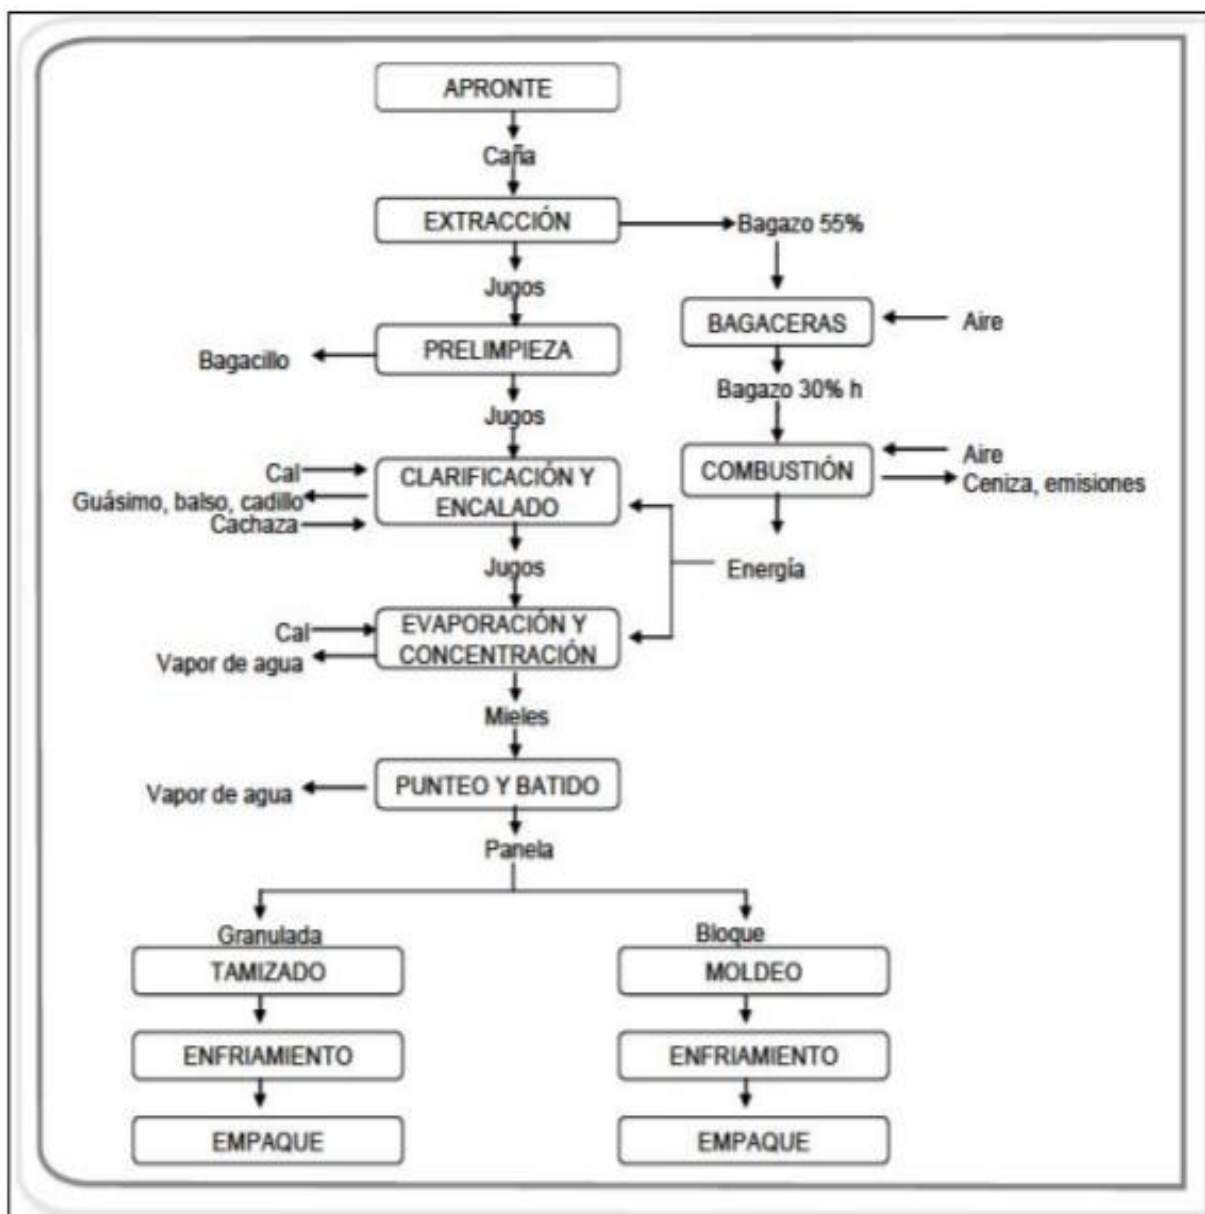 APRONTE
Caña
EXTRACCIÓN
Bagazo 55%
Jugos
BAGACERAS
Aire
PRELIMPIEZA
Bagacillo
Bagazo 30% h
Jugos
Cal
CLARIFICACIÓN Y
ENCALADO
Guásimo, balso, cadillo
Cachaza
COMBUSTIÓN
Aire
Ceniza, emisiones
Jugos
Energía
Cal
EVAPORACIÓN Y
CONCENTRACIÓN
Vapor de agua
Mieles
PUNTEO Y BATIDO
Vapor de agua
Panela
Granulada
Bloque
TAMIZADO
MOLDEO
ENFRIAMIENTO
ENFRIAMIENTO
EMPAQUE
EMPAQUE